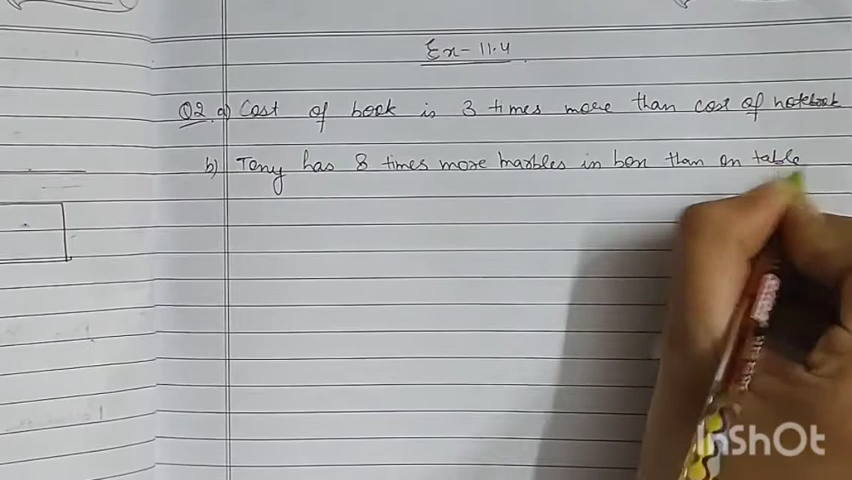 Ex- 11.4
Q2 a) Cost of book is 3 times more than cost of notebook
b) Tony has 8 times more marbles in box than on table
InShOt